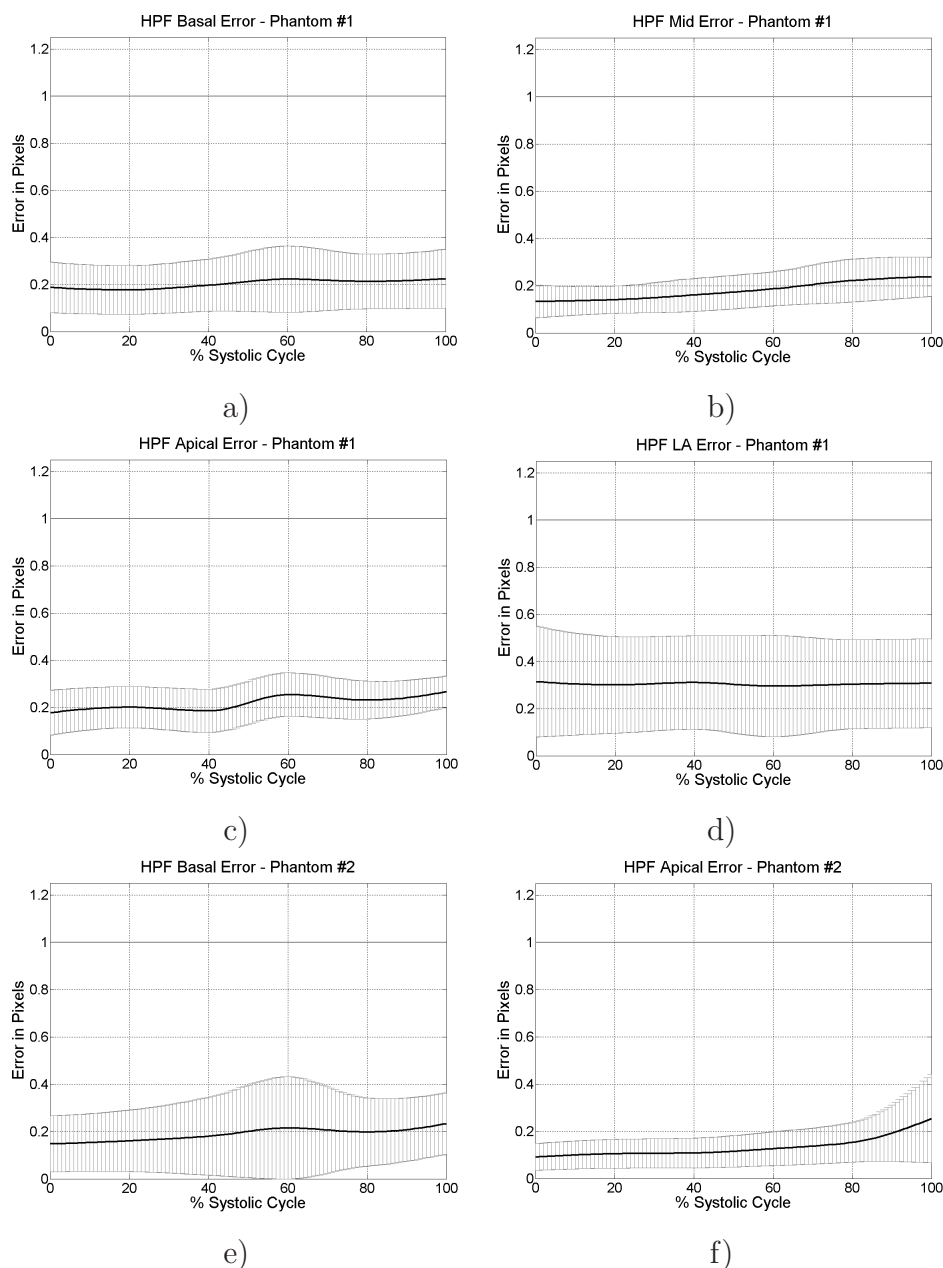 HPF Basal Error - Phantom #1
1.2
1
0.8
0.6
0.4
0.2
0
Error in Pixels
0 20 40 60 80 100
% Systolic Cycle
a)
HPF Mid Error - Phantom #1
1.2
1
0.8
0.6
0.4
0.2
0
Error in Pixels
0 20 40 60 80 100
% Systolic Cycle
b)
HPF Apical Error - Phantom #1
1.2
1
0.8
0.6
0.4
0.2
0
Error in Pixels
0 20 40 60 80 100
% Systolic Cycle
c)
HPF LA Error - Phantom #1
1.2
1
0.8
0.6
0.4
0.2
0
Error in Pixels
0 20 40 60 80 100
% Systolic Cycle
d)
HPF Basal Error - Phantom #2
1.2
1
0.8
0.6
0.4
0.2
0
Error in Pixels
0 20 40 60 80 100
% Systolic Cycle
e)
HPF Apical Error - Phantom #2
1.2
1
0.8
0.6
0.4
0.2
0
Error in Pixels
0 20 40 60 80 100
% Systolic Cycle
f)